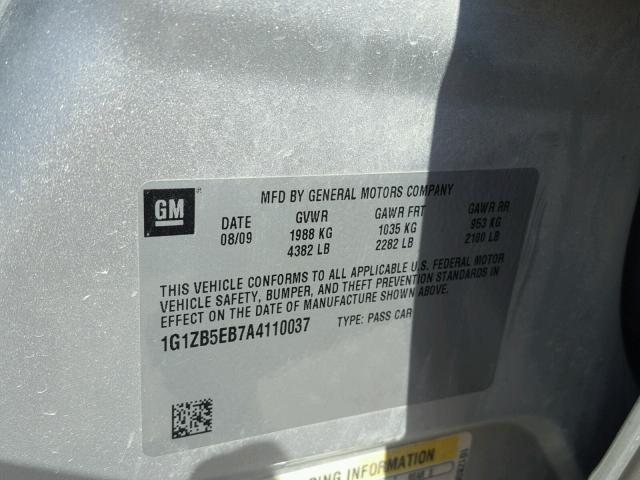 GM
MFD BY GENERAL MOTORS COMPANY
DATE GVWR GAWR FRT GAWR RR
08/09 1988 KG 1035 KG 953 KG
4382 LB 2282 LB 2100 LB
THIS VEHICLE CONFORMS TO ALL APPLICABLE U.S. FEDERAL MOTOR
VEHICLE SAFETY, BUMPER, AND THEFT PREVENTION STANDARDS IN
EFFECT ON THE DATE OF MANUFACTURE SHOWN ABOVE.
1G1ZB5EB7A4110037 TYPE: PASS CAR
INFORMATION